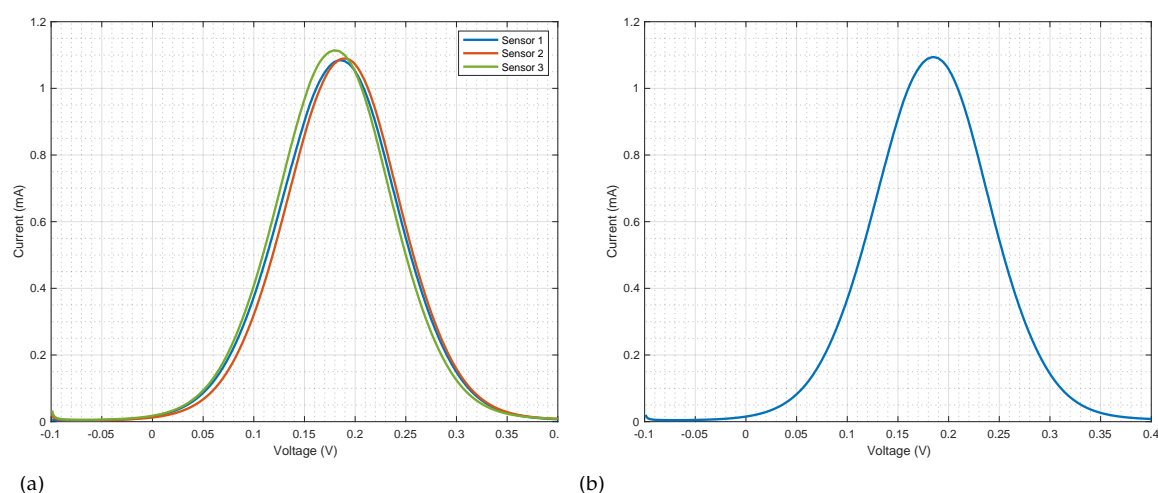 1.2
1
0.8
0.6
0.4
0.2
0
Current (mA)
-0.1 -0.05 0 0.05 0.1 0.15 0.2 0.25 0.3 0.35 0.
Voltage (V)
Sensor 1
Sensor 2
Sensor 3
(a)
1.2
1
0.8
0.6
0.4
0.2
0
Current (mA)
-0.1 -0.05 0 0.05 0.1 0.15 0.2 0.25 0.3 0.35 0.4
Voltage (V)
(b)